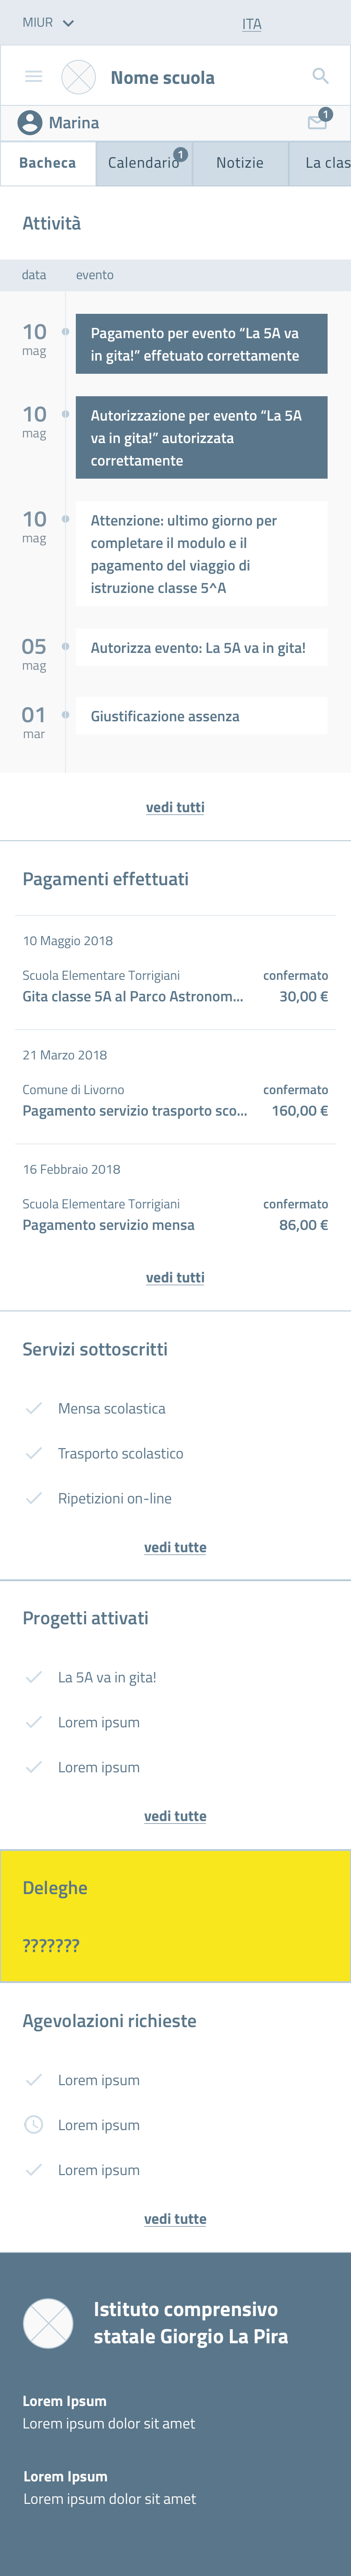 MIUR
ITA
Nome scuola
Marina
1
Bacheca
Calendario
1
Notizie
La clas
Attività
data evento
10
mag
Pagamento per evento “La 5A va
in gita!” effetuato correttamente
10
mag
Autorizzazione per evento “La 5A
va in gita!” autorizzata
correttamente
10
mag
Attenzione: ultimo giorno per
completare il modulo e il
pagamento del viaggio di
istruzione classe 5^A
05
mag
Autorizza evento: La 5A va in gita!
01
mar
Giustificazione assenza
vedi tutti
Pagamenti effettuati
10 Maggio 2018
Scuola Elementare Torrigiani confermato
Gita classe 5A al Parco Astronom... 30,00 €
21 Marzo 2018
Comune di Livorno confermato
Pagamento servizio trasporto sco... 160,00 €
16 Febbraio 2018
Scuola Elementare Torrigiani confermato
Pagamento servizio mensa 86,00 €
vedi tutti
Servizi sottoscritti
Mensa scolastica
Trasporto scolastico
Ripetizioni on-line
vedi tutte
Progetti attivati
La 5A va in gita!
Lorem ipsum
Lorem ipsum
vedi tutte
Deleghe
???????
Agevolazioni richieste
Lorem ipsum
Lorem ipsum
Lorem ipsum
vedi tutte
Istituto comprensivo
statale Giorgio La Pira
Lorem Ipsum
Lorem ipsum dolor sit amet
Lorem Ipsum
Lorem ipsum dolor sit amet